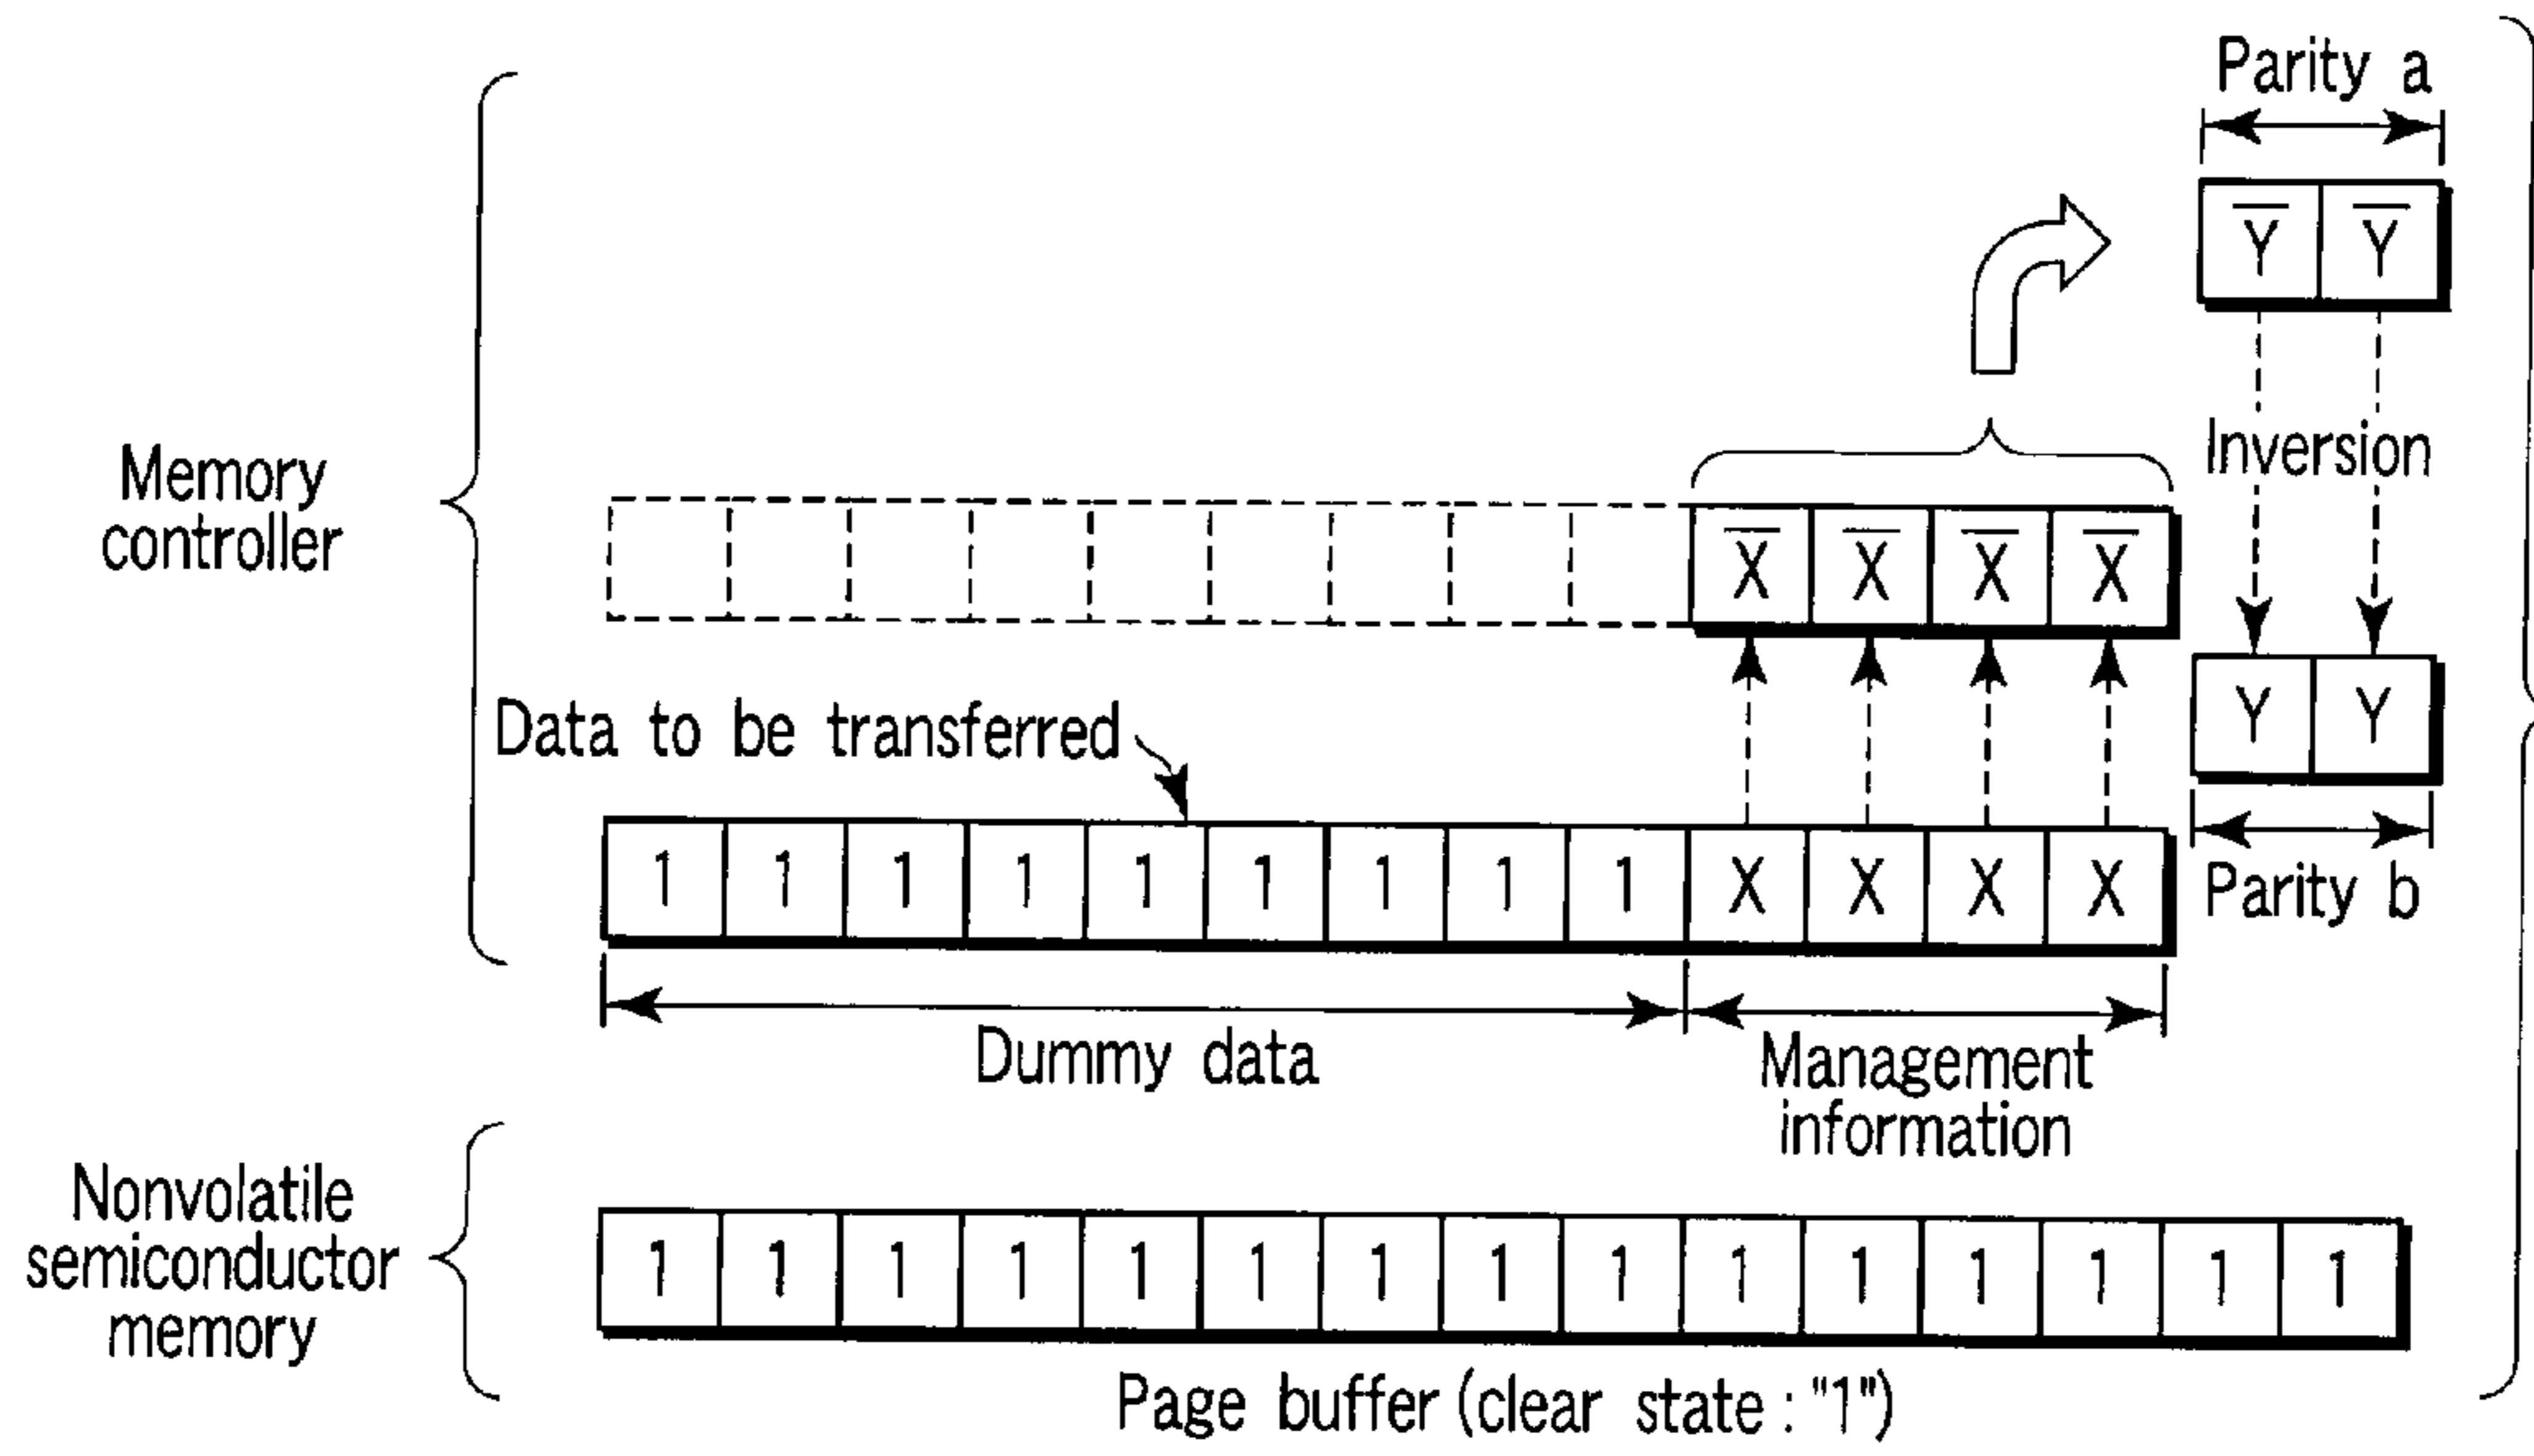 Parity a
Y̅ Y̅
Inversion
Memory
controller
X̅ X̅ X̅ X̅
Data to be transferred
Y Y
1 1 1 1 1 1 1 1 1 X X X X
Parity b
Dummy data
Management
information
Nonvolatile
semiconductor
memory
1 1 1 1 1 1 1 1 1 1 1 1 1 1 1
Page buffer (clear state : "1")